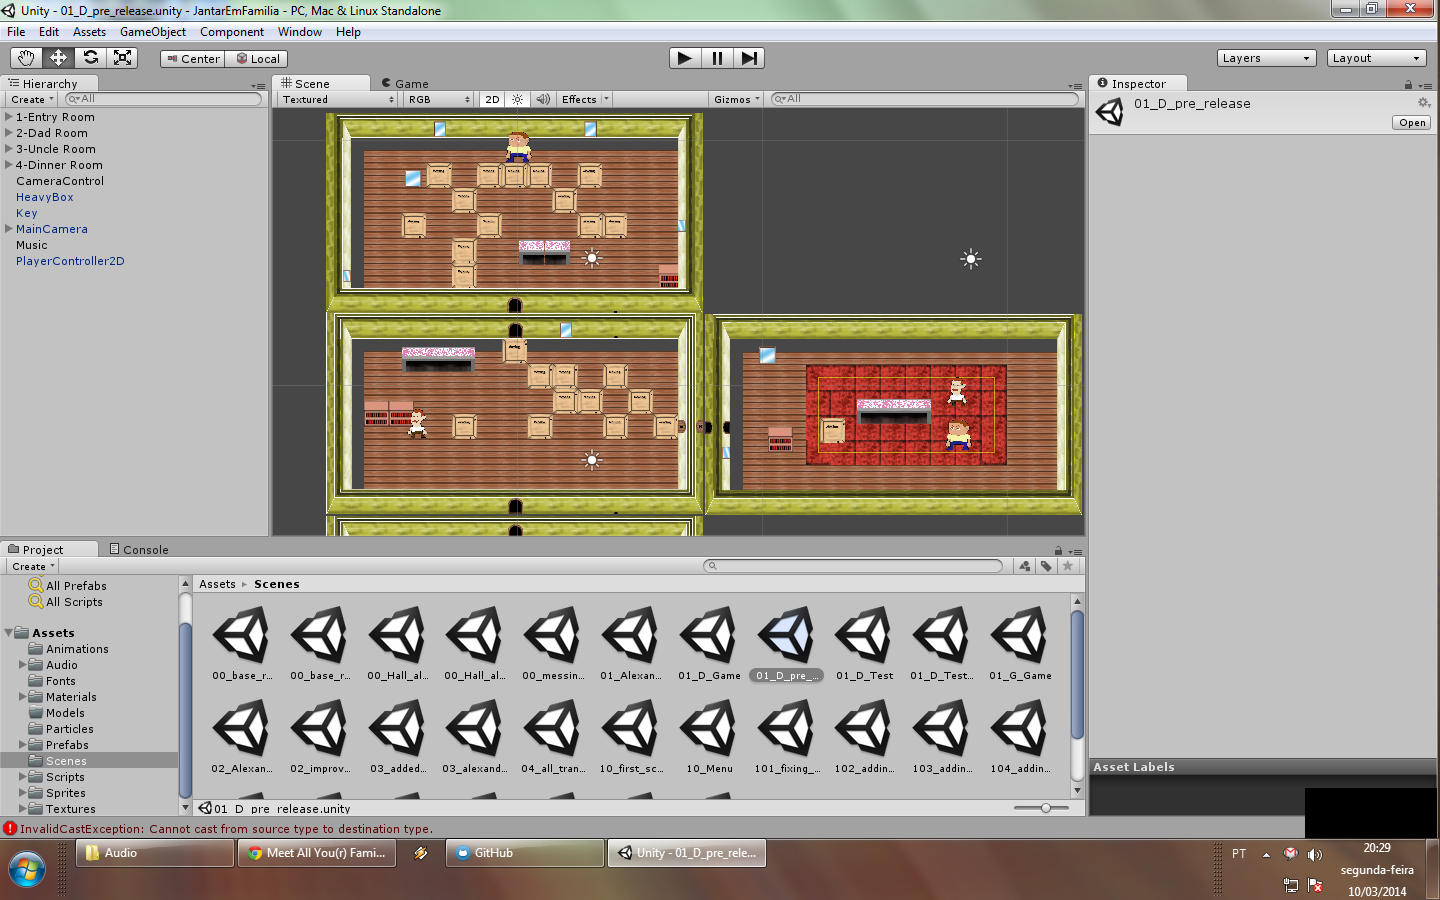 Unity - 01_D_pre_release.unity - JantarEmFamilia - PC, Mac & Linux Standalone
File Edit Assets GameObject Component Window Help
Center Local
Layers Layout
Hierarchy
Create All
1-Entry Room
2-Dad Room
3-Uncle Room
4-Dinner Room
CameraControl
HeavyBox
Key
MainCamera
Music
PlayerController2D
Scene Game
Textured RGB 2D Effects Gizmos All
Inspector
01_D_pre_release
Open
Project Console
Create
All Prefabs
All Scripts
Assets
Animations
Audio
Fonts
Materials
Models
Particles
Prefabs
Scenes
Scripts
Sprites
Textures
Assets Scenes
00_base_r... 00_base_r... 00_Hall_al... 00_Hall_al... 00_messin... 01_Alexan... 01_D_Game 01_D_pre_... 01_D_Test 01_D_Test... 01_G_Game
02_Alexan... 02_improv... 03_added... 03_alexand... 04_all_tran... 10_first_sc... 10_Menu 101_fixing_... 102_addin... 103_addin... 104_addin...
01_D_pre_release.unity
Asset Labels
InvalidCastException: Cannot cast from source type to destination type.
Audio Meet All You(r) Fami... GitHub Unity - 01_D_pre_rele...
PT
20:29
segunda-feira
10/03/2014